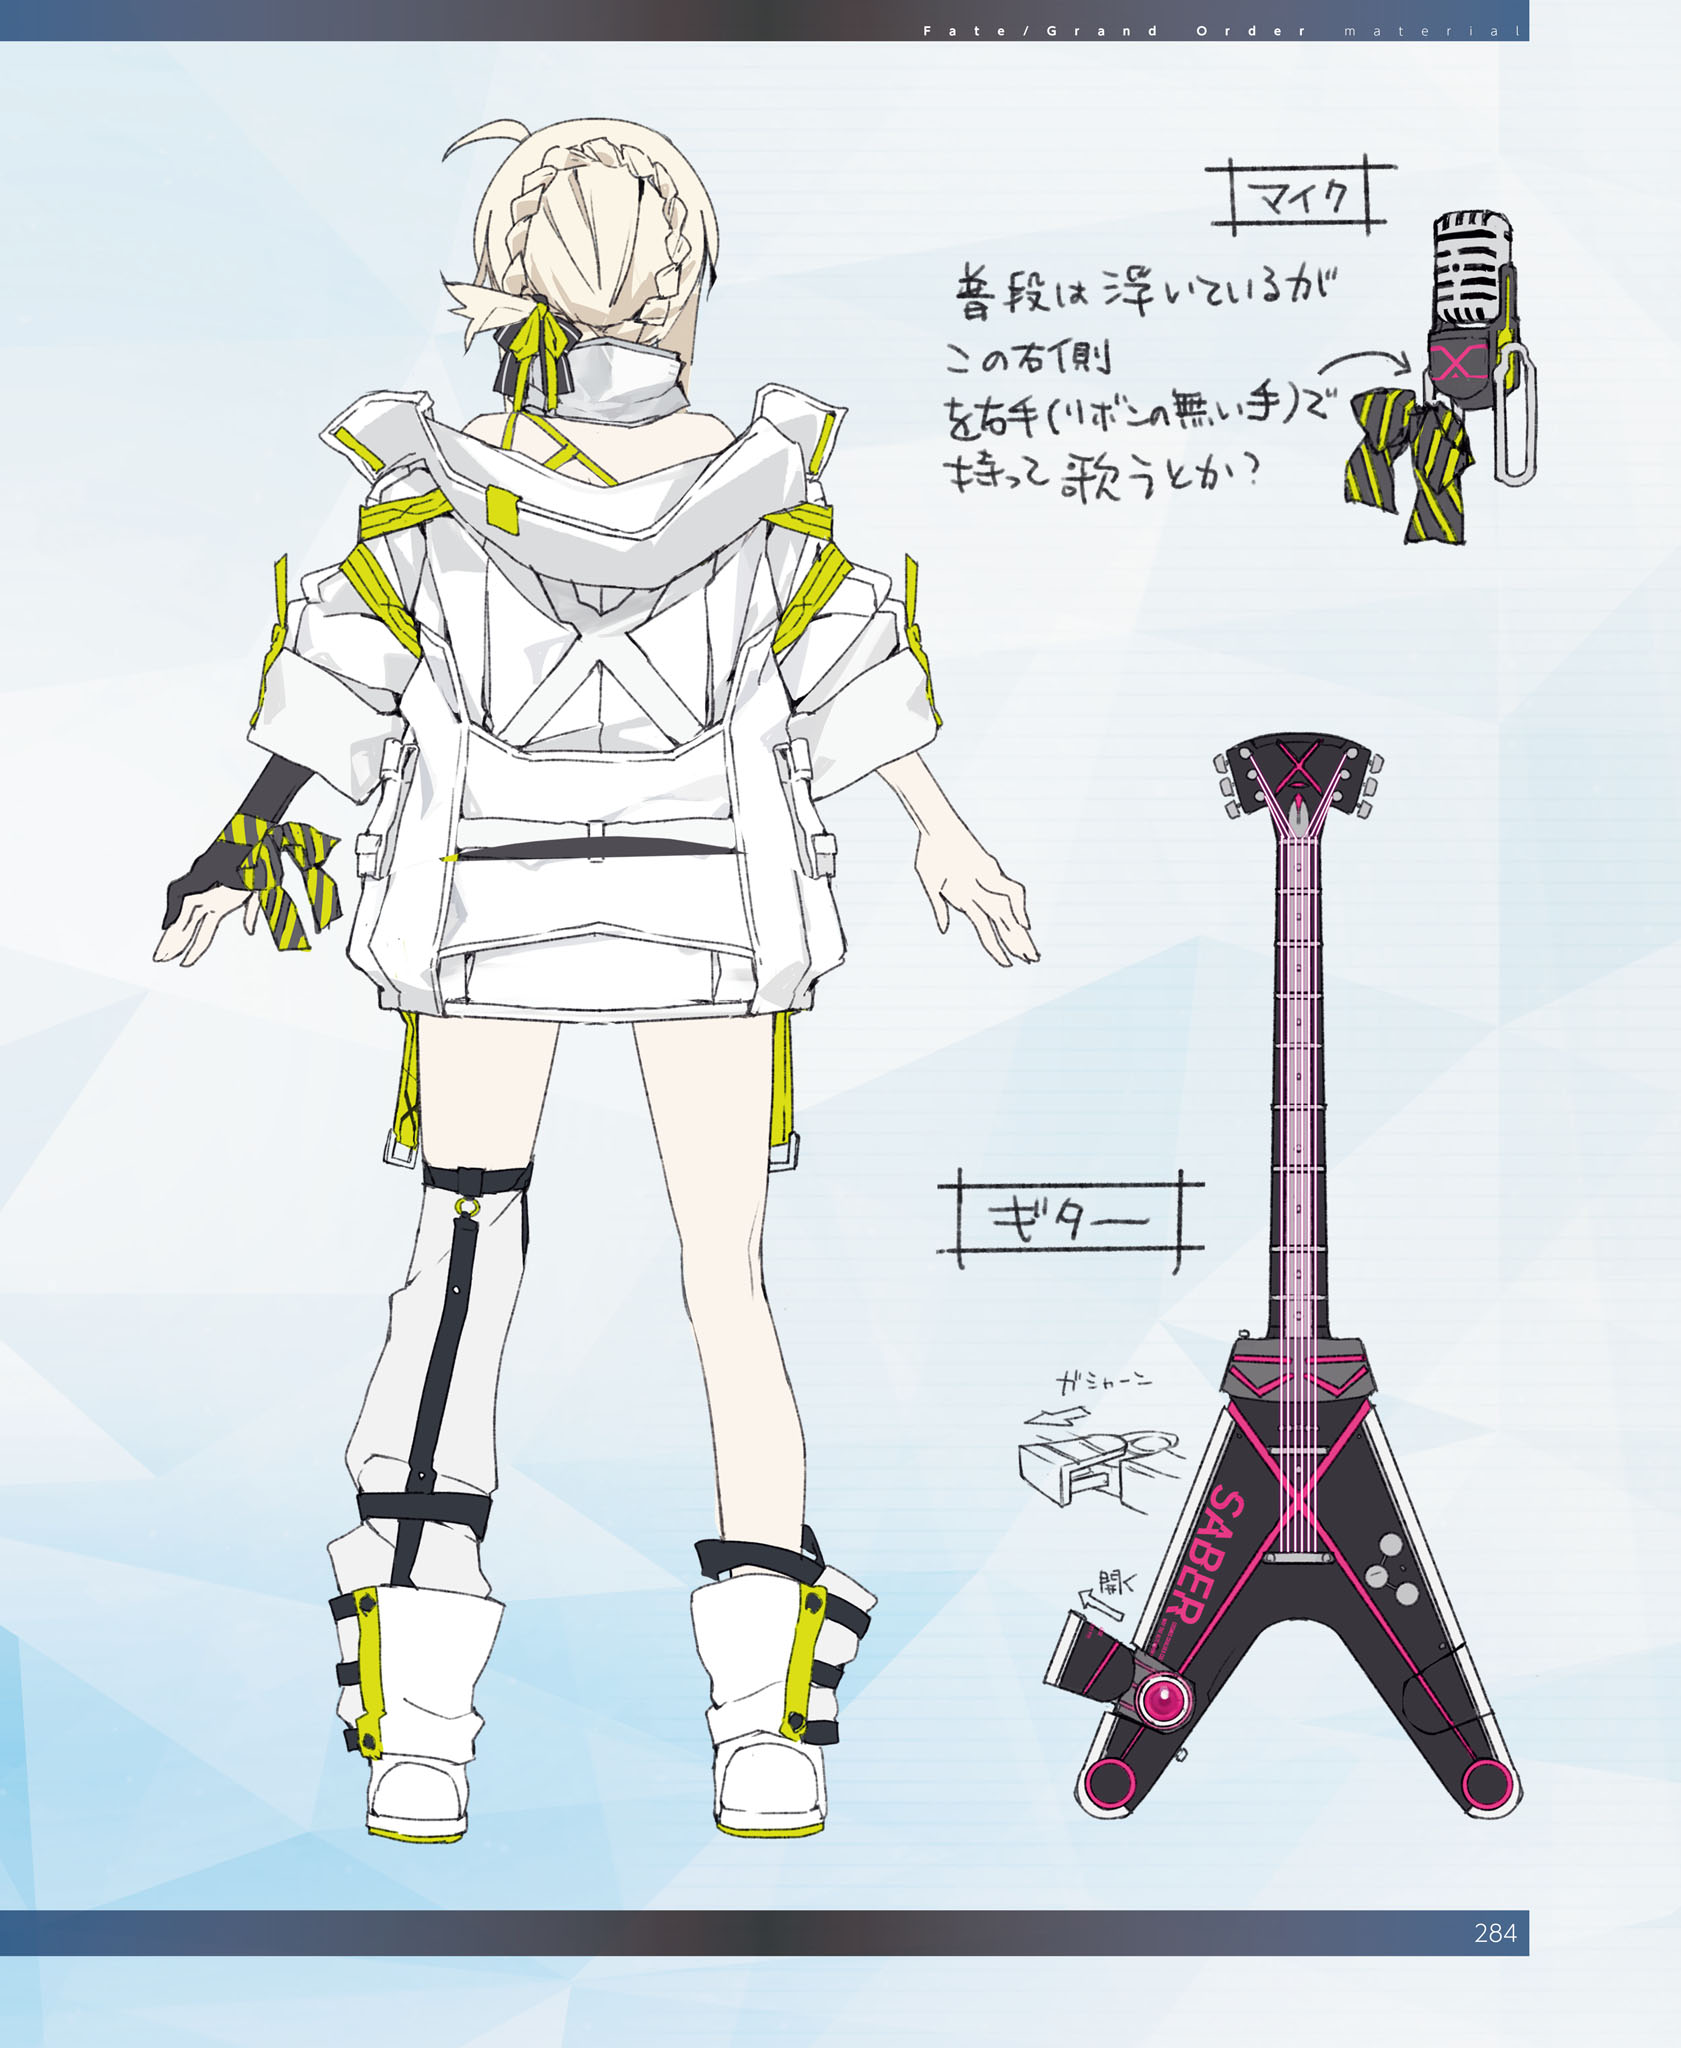 Fate/Grand Order material
マイク
普段は浮いているが
この右側
を右手(リボンの無い手)で
持って歌うとか?
ギター
ガシャーン
SABER
開く
284